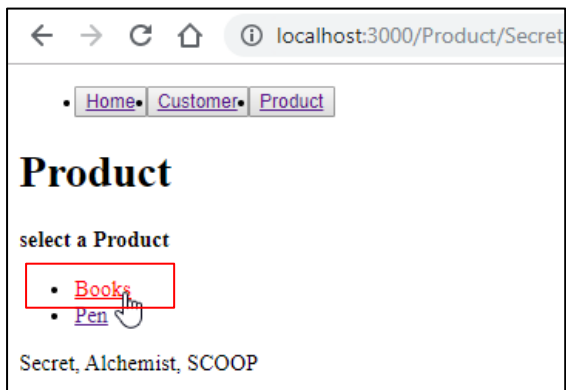 localhost:3000/Product/Secret
Home Customer Product
Product
select a Product
Books
Pen
Secret, Alchemist, SCOOP